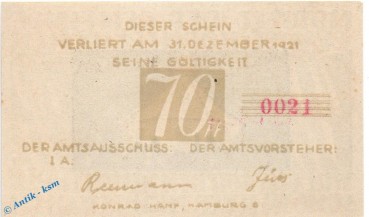 DIESER SCHEIN
VERLIERT AM 31. DEZEMBER 1921
SEINE GÜLTIGKEIT
70 Pf
0021
DER AMTSAUSSCHUSS: DER AMTSVORSTEHER:
I A:
KONRAD HANF, HAMBURG 8
© Antik - ksm